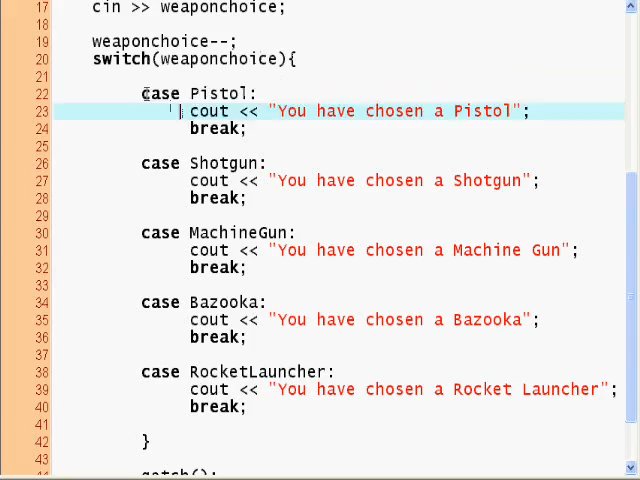 17 cin >> weaponchoice;
18
19 weaponchoice--;
20 switch(weaponchoice){
21
22 case Pistol:
23 cout << "You have chosen a Pistol";
24 break;
25
26 case Shotgun:
27 cout << "You have chosen a Shotgun";
28 break;
29
30 case MachineGun:
31 cout << "You have chosen a Machine Gun";
32 break;
33
34 case Bazooka:
35 cout << "You have chosen a Bazooka";
36 break;
37
38 case RocketLauncher:
39 cout << "You have chosen a Rocket Launcher";
40 break;
41
42 }
43
44 getch();